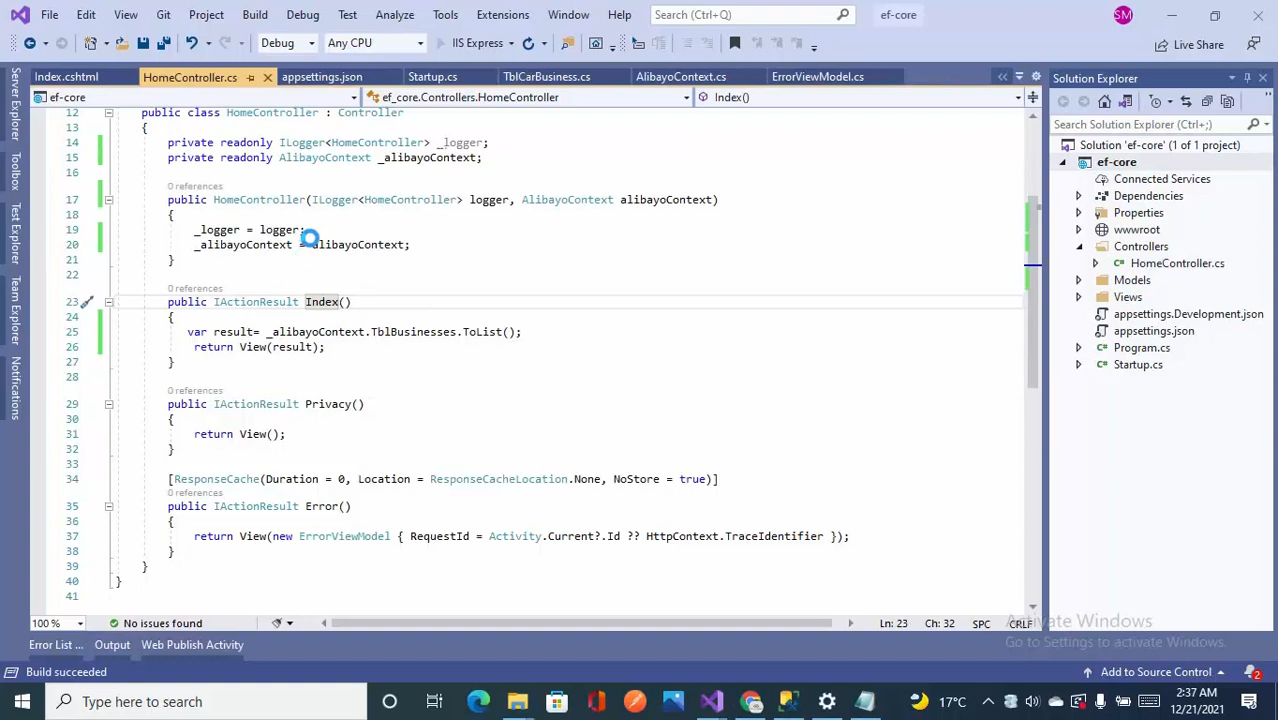 File Edit View Git Project Build Debug Test Analyze Tools Extensions Window Help Search (Ctrl+Q) ef-core SM
Debug Any CPU IIS Express Live Share
Index.cshtml HomeController.cs appsettings.json Startup.cs TblCarBusiness.cs AlibayoContext.cs ErrorViewModel.cs
ef-core ef_core.Controllers.HomeController Index()
Server Explorer
Toolbox
Test Explorer
Team Explorer
Notifications
12 public class HomeController : Controller
13 {
14 private readonly ILogger<HomeController> _logger;
15 private readonly AlibayoContext _alibayoContext;
16
0 references
17 public HomeController(ILogger<HomeController> logger, AlibayoContext alibayoContext)
18 {
19 _logger = logger;
20 _alibayoContext = alibayoContext;
21 }
22
0 references
23 public IActionResult Index()
24 {
25 var result= _alibayoContext.TblBusinesses.ToList();
26 return View(result);
27 }
28
0 references
29 public IActionResult Privacy()
30 {
31 return View();
32 }
33
34 [ResponseCache(Duration = 0, Location = ResponseCacheLocation.None, NoStore = true)]
0 references
35 public IActionResult Error()
36 {
37 return View(new ErrorViewModel { RequestId = Activity.Current?.Id ?? HttpContext.TraceIdentifier });
38 }
39 }
40 }
41
Solution Explorer
Search Solution Explorer (Ctrl+;)
Solution 'ef-core' (1 of 1 project)
ef-core
Connected Services
Dependencies
Properties
wwwroot
Controllers
HomeController.cs
Models
Views
appsettings.Development.json
appsettings.json
Program.cs
Startup.cs
100 % No issues found Ln: 23 Ch: 32 SPC CRLF
Activate Windows
Go to Settings to activate Windows.
Error List ... Output Web Publish Activity
Build succeeded Add to Source Control 2
Type here to search 17°C 2:37 AM
12/21/2021